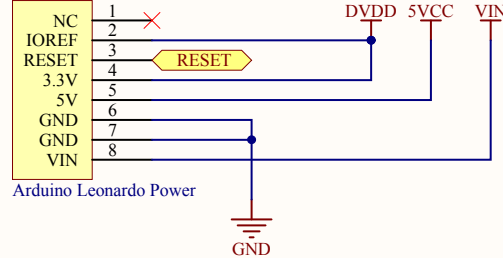 DVDD 5VCC VIN
NC 1
IOREF 2
RESET 3 RESET
3.3V 4
5V 5
GND 6
GND 7
VIN 8
Arduino Leonardo Power
GND